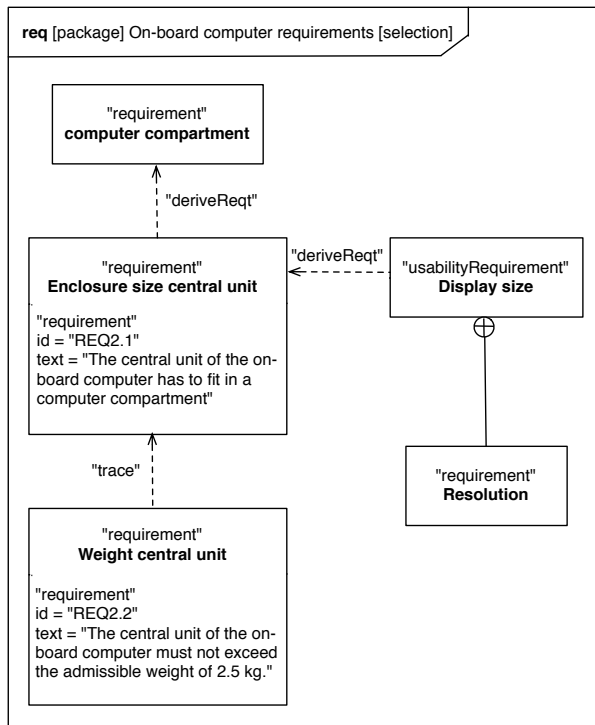 req [package] On-board computer requirements [selection]
"requirement"
computer compartment
"deriveReqt"
"requirement"
Enclosure size central unit
"requirement"
id = "REQ2.1"
text = "The central unit of the on-
board computer has to fit in a
computer compartment"
"deriveReqt"
"usabilityRequirement"
Display size
"trace"
"requirement"
Resolution
"requirement"
Weight central unit
"requirement"
id = "REQ2.2"
text = "The central unit of the on-
board computer must not exceed
the admissible weight of 2.5 kg."